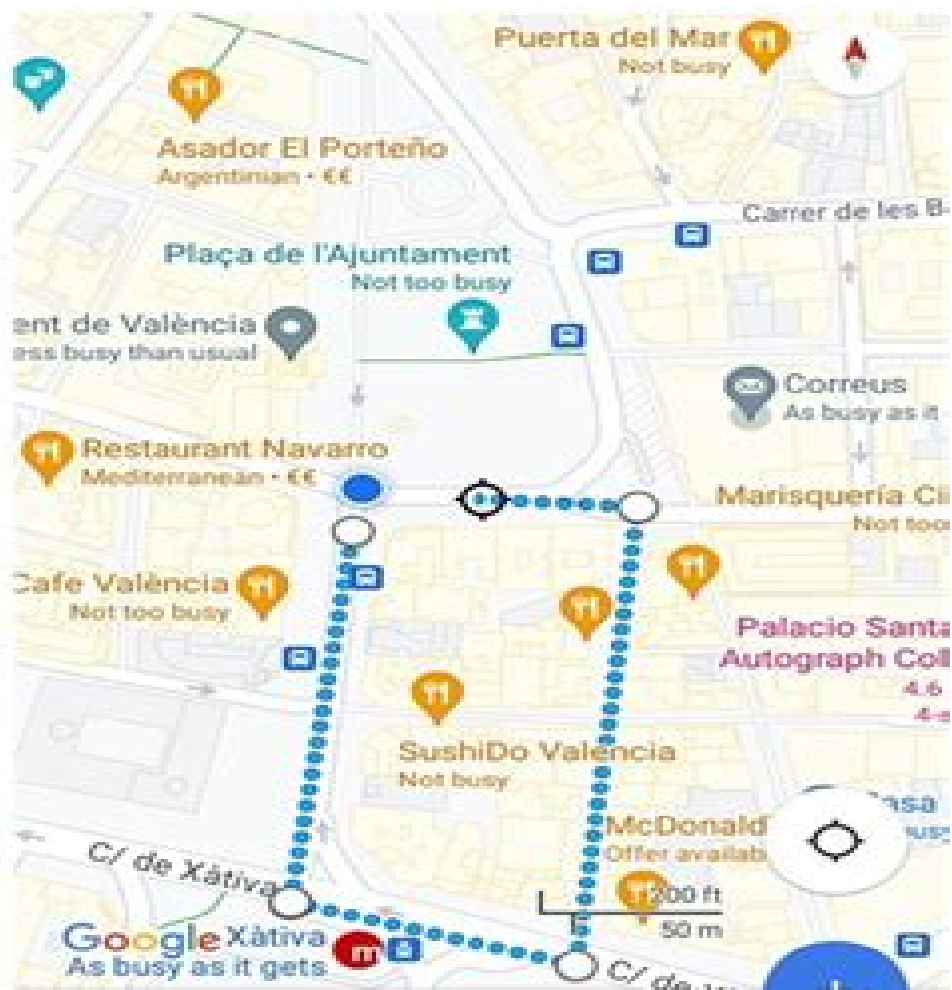 Puerta del Mar
Not busy
Asador El Porteño
Argentinian • €€
Carrer de les B
Plaça de l'Ajuntament
Not too busy
ent de València
ess busy than usual
Correus
As busy as it
Restaurant Navarro
Mediterranean • €€
Marisquería Ci
Not too
Cafe València
Not too busy
Palacio Santa
Autograph Coll
4.6
SushiDo València
Not busy
McDonald
Offer availab
C/ de Xàtiva
200 ft
50 m
Google
Xàtiva
As busy as it gets
C/ de